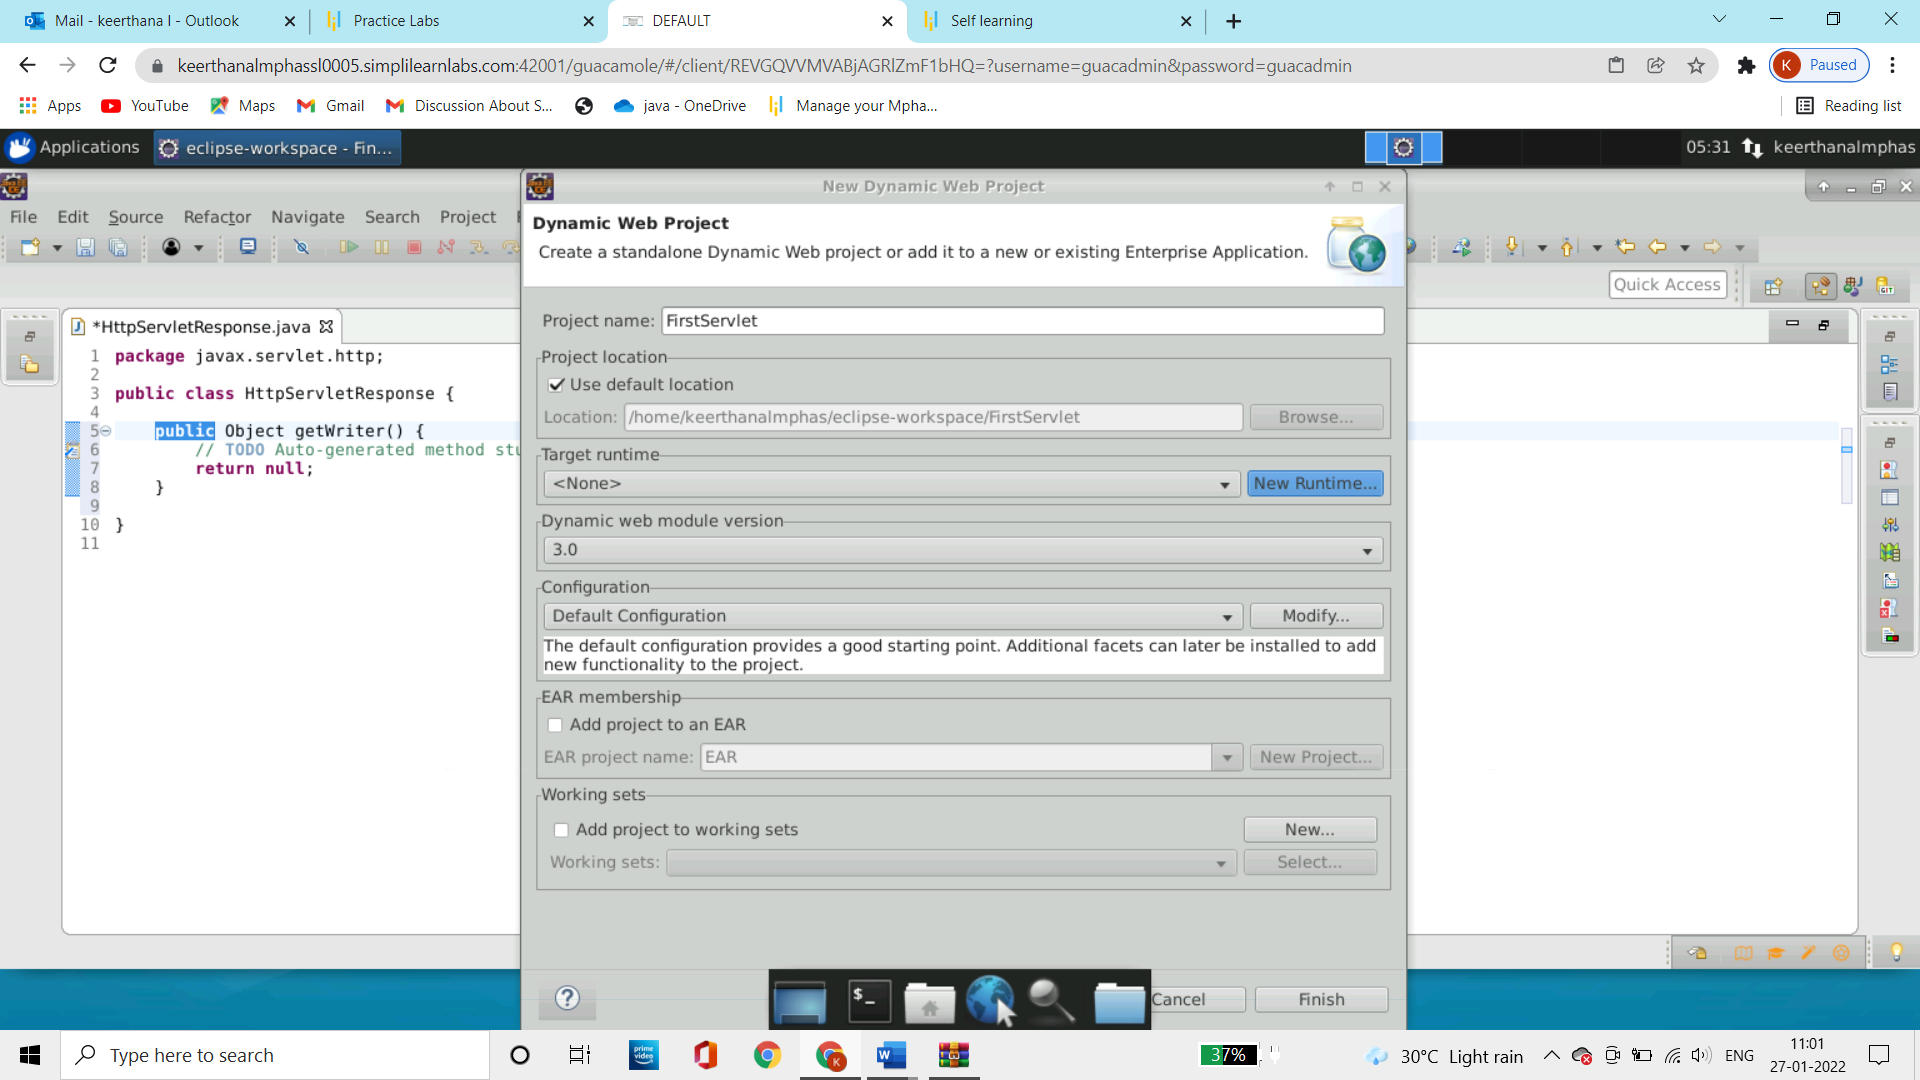 Mail - keerthana l - Outlook
Practice Labs
DEFAULT
Self learning
keerthanalmphassl0005.simplilearnlabs.com:42001/guacamole/#/client/REVGQVVMVABjAGRlZmF1bHQ=?username=guacadmin&password=guacadmin
K Paused
Apps
YouTube
Maps
Gmail
Discussion About S...
java - OneDrive
Manage your Mpha...
Reading list
Applications
eclipse-workspace - Fin...
05:31
keerthanalmphas
New Dynamic Web Project
File Edit Source Refactor Navigate Search Project
Dynamic Web Project
Create a standalone Dynamic Web project or add it to a new or existing Enterprise Application.
Quick Access
Project name: FirstServlet
*HttpServletResponse.java
1 package javax.servlet.http;
2
3 public class HttpServletResponse {
4
5 public Object getWriter() {
6 // TODO Auto-generated method stu
7 return null;
8 }
9
10 }
11
Project location
Use default location
Location: /home/keerthanalmphas/eclipse-workspace/FirstServlet Browse...
Target runtime
<None> New Runtime...
Dynamic web module version
3.0
Configuration
Default Configuration Modify...
The default configuration provides a good starting point. Additional facets can later be installed to add
new functionality to the project.
EAR membership
Add project to an EAR
EAR project name: EAR New Project...
Working sets
Add project to working sets New...
Working sets: Select...
? $_ Cancel Finish
Type here to search
prime video
K
W
37%
30°C Light rain
ENG
11:01
27-01-2022